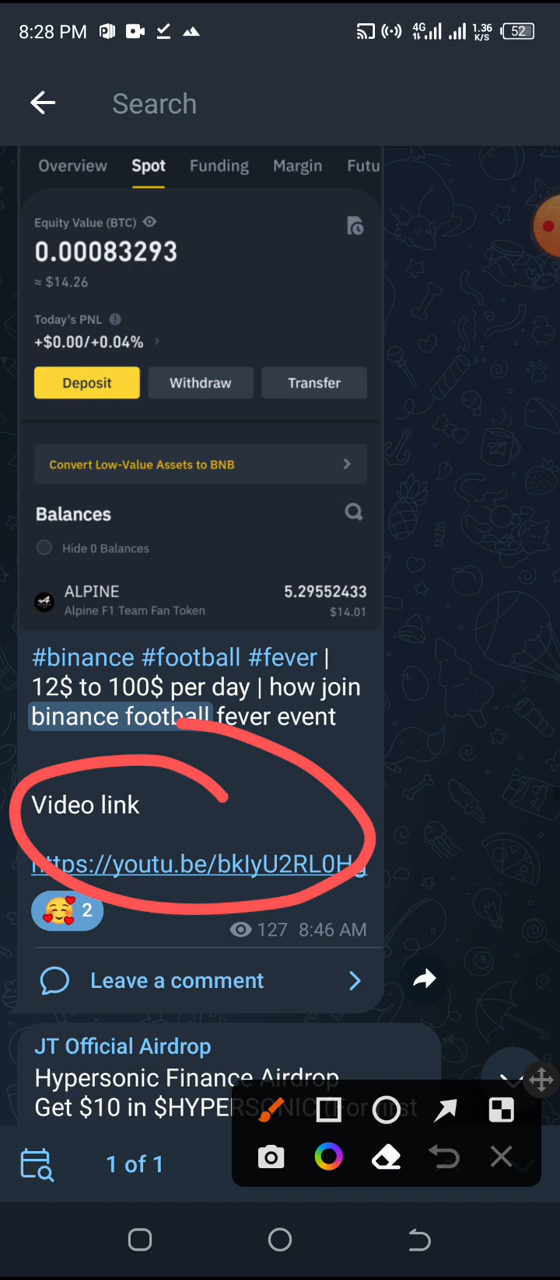 8:28 PM
4G
1.36
K/S
52
Search
Overview Spot Funding Margin Futu
Equity Value (BTC)
0.00083293
≈ $14.26
Today's PNL
+$0.00/+0.04%
Deposit Withdraw Transfer
Convert Low-Value Assets to BNB
Balances
Hide 0 Balances
ALPINE 5.29552433
Alpine F1 Team Fan Token $14.01
#binance #football #fever |
12$ to 100$ per day | how join
binance football fever event
Video link
https://youtu.be/bkIyU2RL0Hg
2
127 8:46 AM
Leave a comment
JT Official Airdrop
Hypersonic Finance Airdrop
Get $10 in $HYPERSONIC (For first
1 of 1